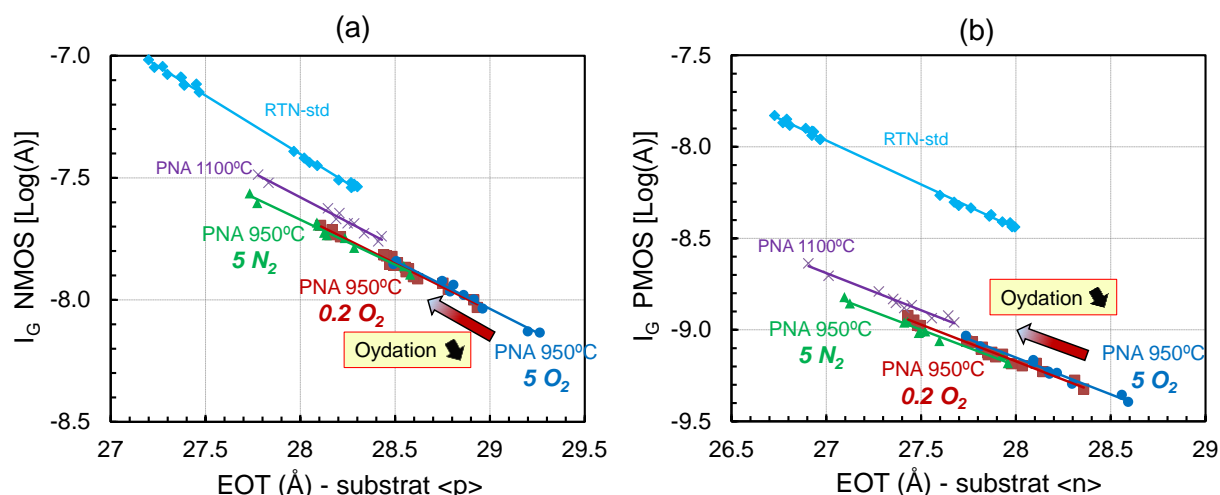 (a)
-7.0
-7.5
-8.0
-8.5
27
27.5
28
28.5
29
29.5
I_G NMOS [Log(A)]
EOT (Å) - substrat <p>
RTN-std
PNA 1100ºC
PNA 950ºC
5 N₂
PNA 950ºC
0.2 O₂
Oydation
PNA 950ºC
5 O₂
(b)
-7.5
-8.0
-8.5
-9.0
-9.5
26.5
27
27.5
28
28.5
29
I_G PMOS [Log(A)]
EOT (Å) - substrat <n>
RTN-std
PNA 1100ºC
Oydation
PNA 950ºC
5 N₂
PNA 950ºC
0.2 O₂
PNA 950ºC
5 O₂